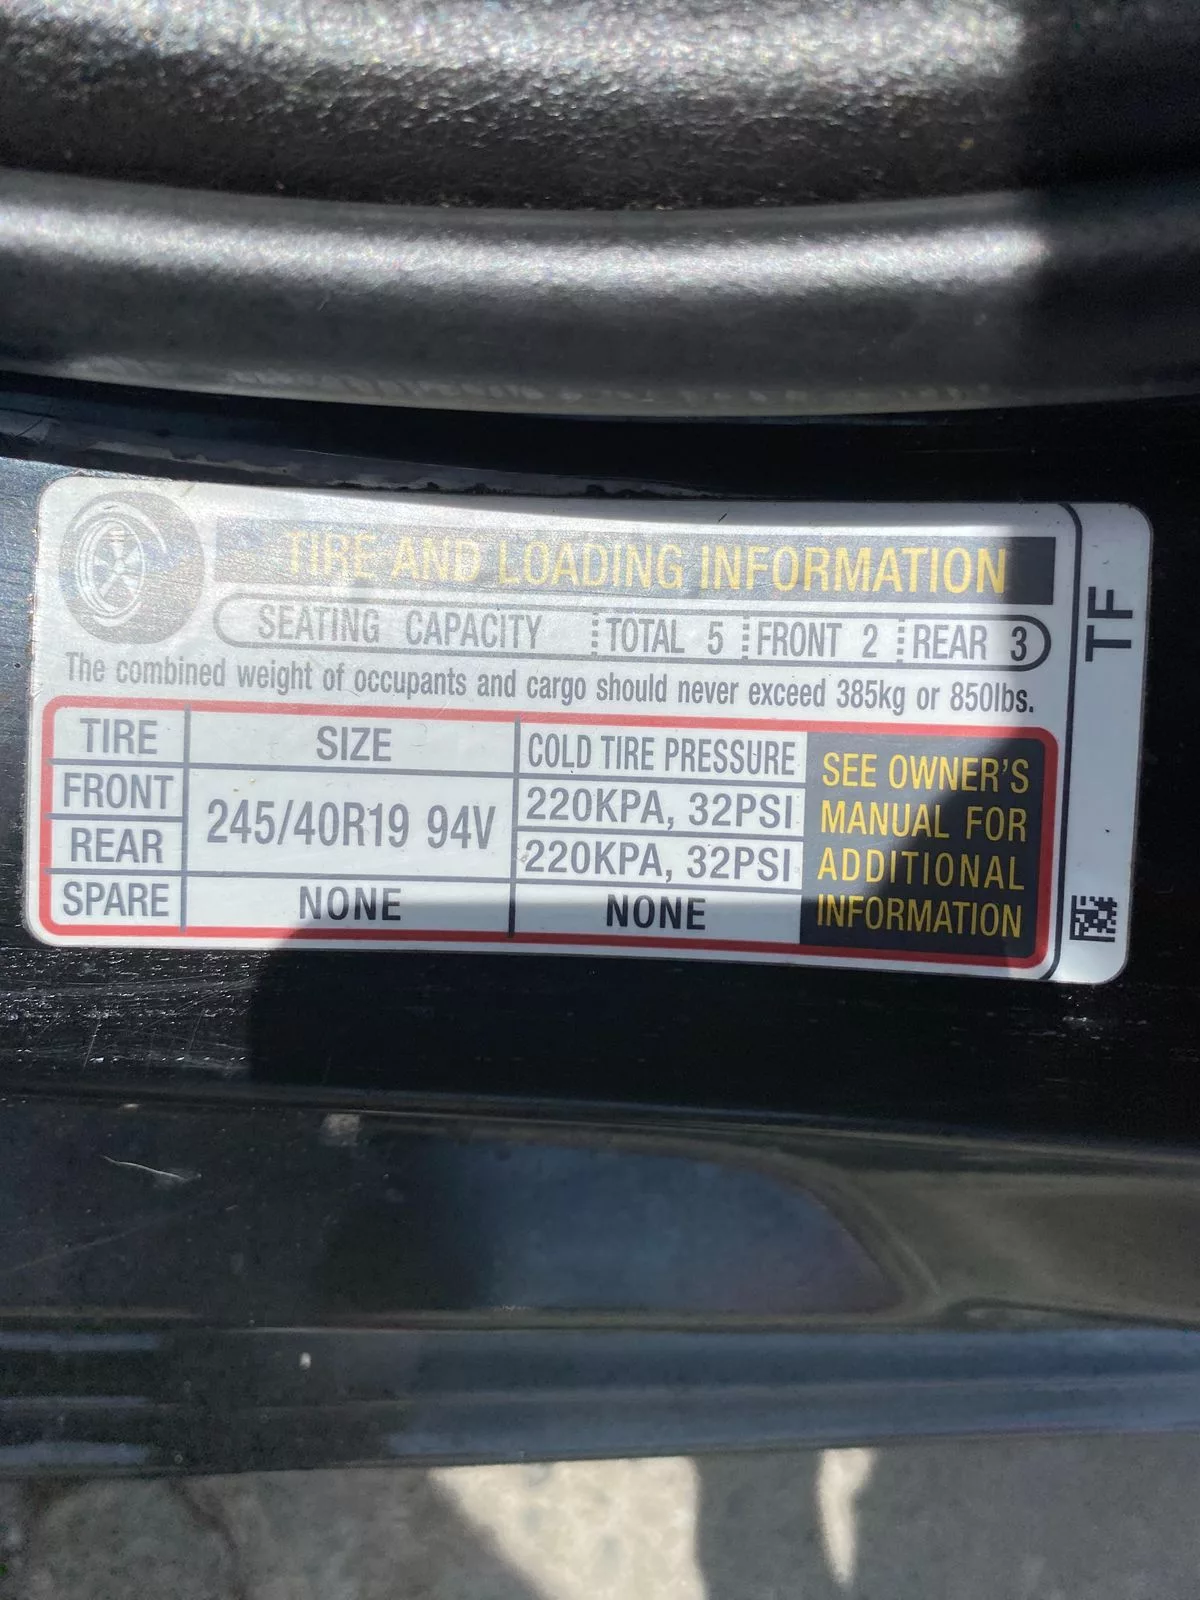 TIRE AND LOADING INFORMATION
SEATING CAPACITY TOTAL 5 FRONT 2 REAR 3
The combined weight of occupants and cargo should never exceed 385kg or 850lbs.
TIRE SIZE COLD TIRE PRESSURE
FRONT 245/40R19 94V 220KPA, 32PSI
REAR 220KPA, 32PSI
SPARE NONE NONE
SEE OWNER'S
MANUAL FOR
ADDITIONAL
INFORMATION
TF